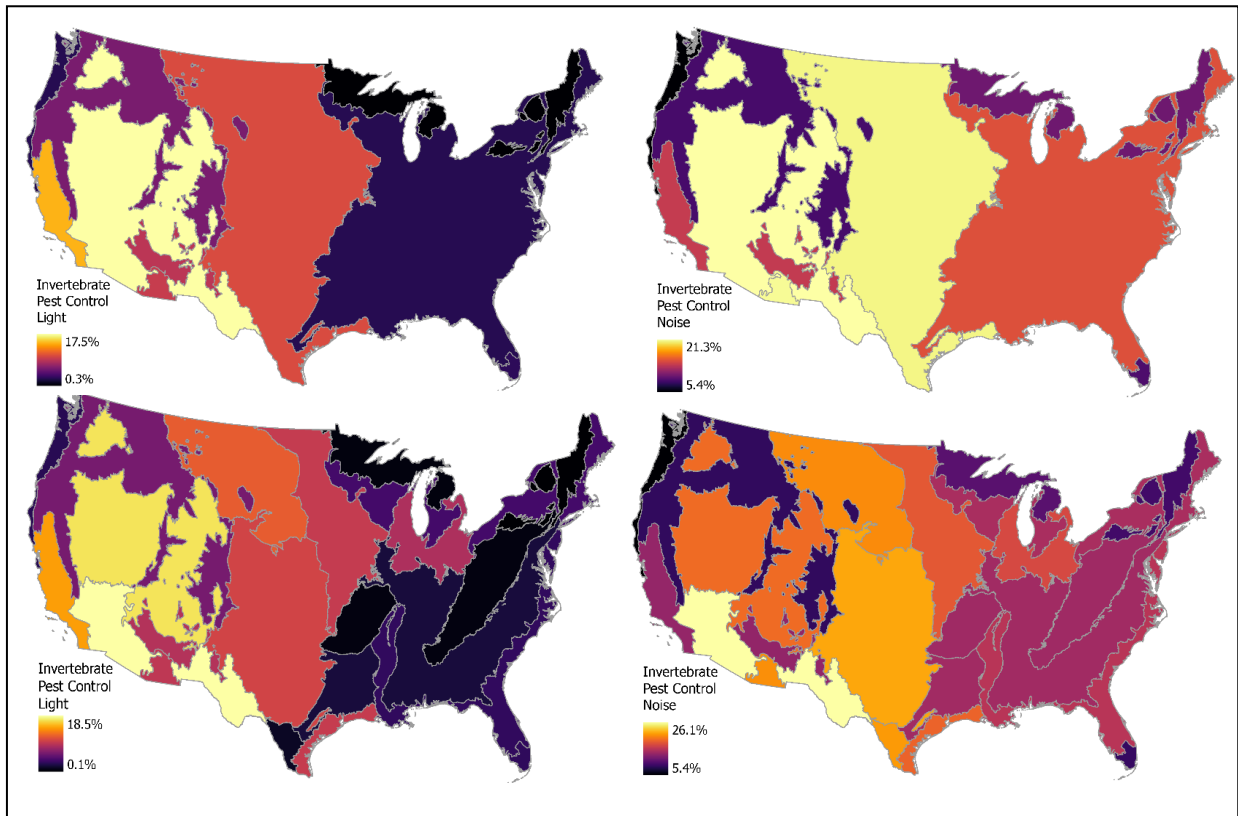 Invertebrate
Pest Control
Light
17.5%
0.3%
Invertebrate
Pest Control
Noise
21.3%
5.4%
Invertebrate
Pest Control
Light
18.5%
0.1%
Invertebrate
Pest Control
Noise
26.1%
5.4%